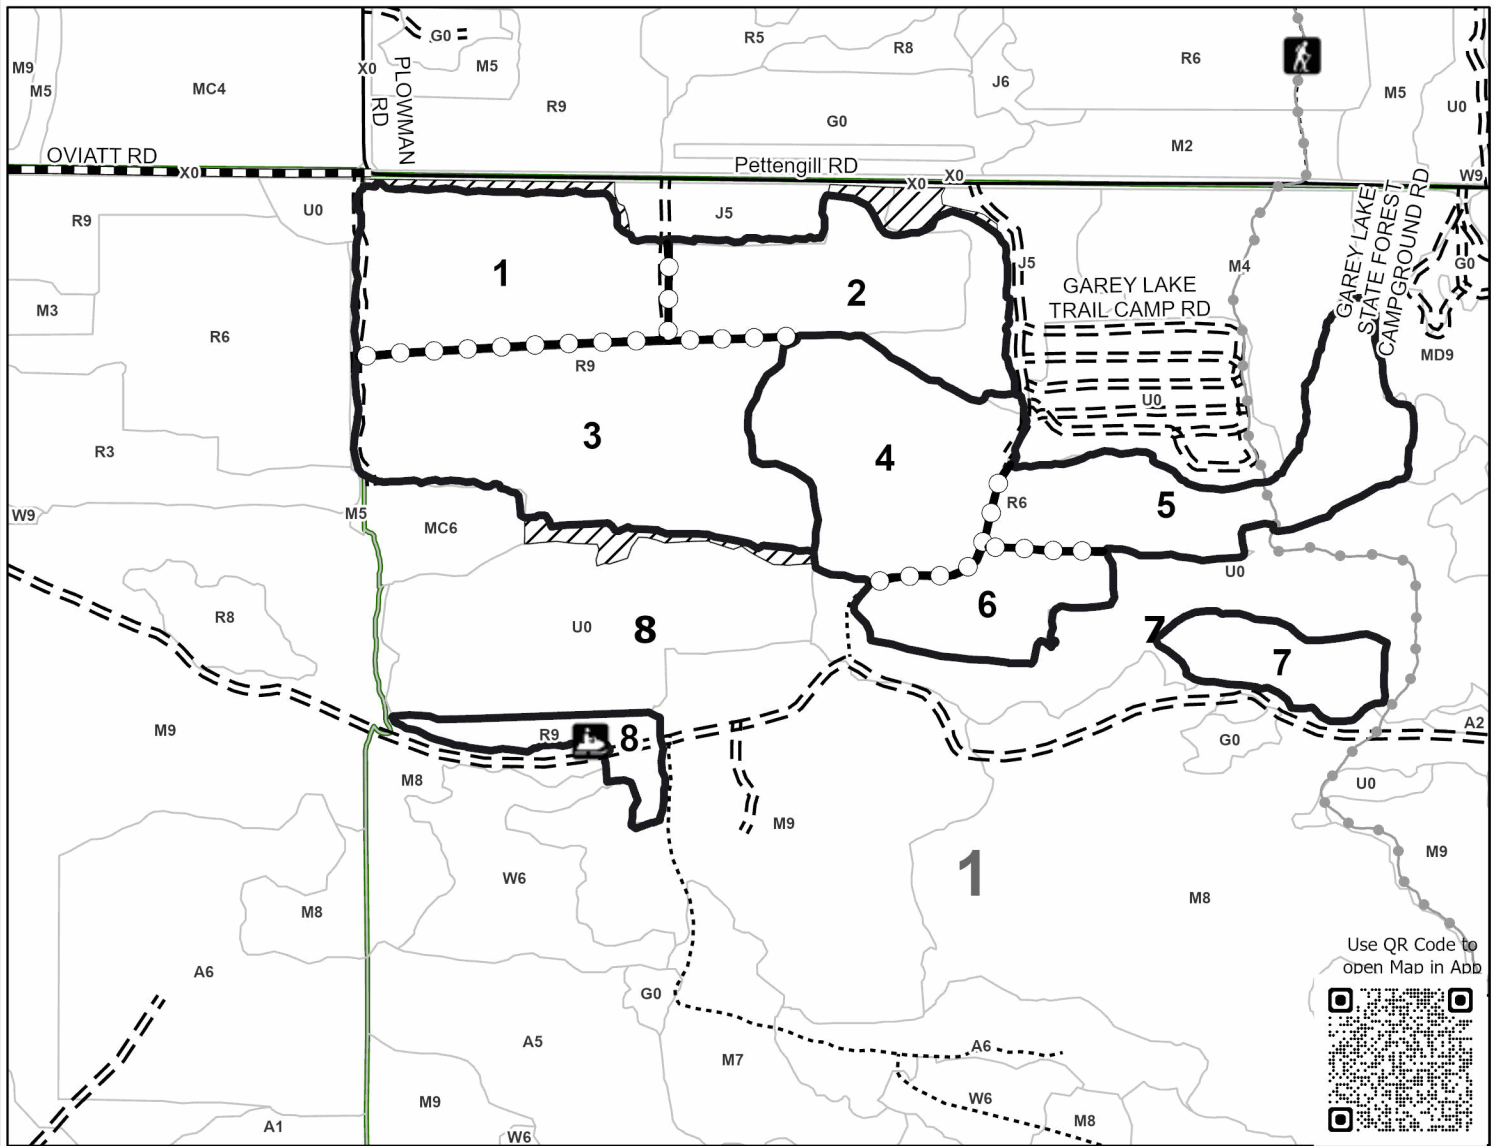 G0
R5
R8
M9
MC4
X0
PLOWMAN
RD
M5
M5
R9
J6
R6
M5
U0
G0
M2
OVIATT RD
X0
Pettengill RD
X0
X0
W9
R9
U0
J5
M4
GAREY LAKE
STATE FOREST
CAMPGROUND RD
G0
1
2
J5
GAREY LAKE
TRAIL CAMP RD
M3
R6
R9
MD9
U0
3
4
R3
5
W9
M5
MC6
R6
U0
6
R8
U0
8
7
7
M9
R9
8
G0
A2
M8
U0
M9
M9
1
W6
M8
M8
Use QR Code to
open Map in App
A6
G0
A5
M7
A6
M9
W6
A1
W6
M8